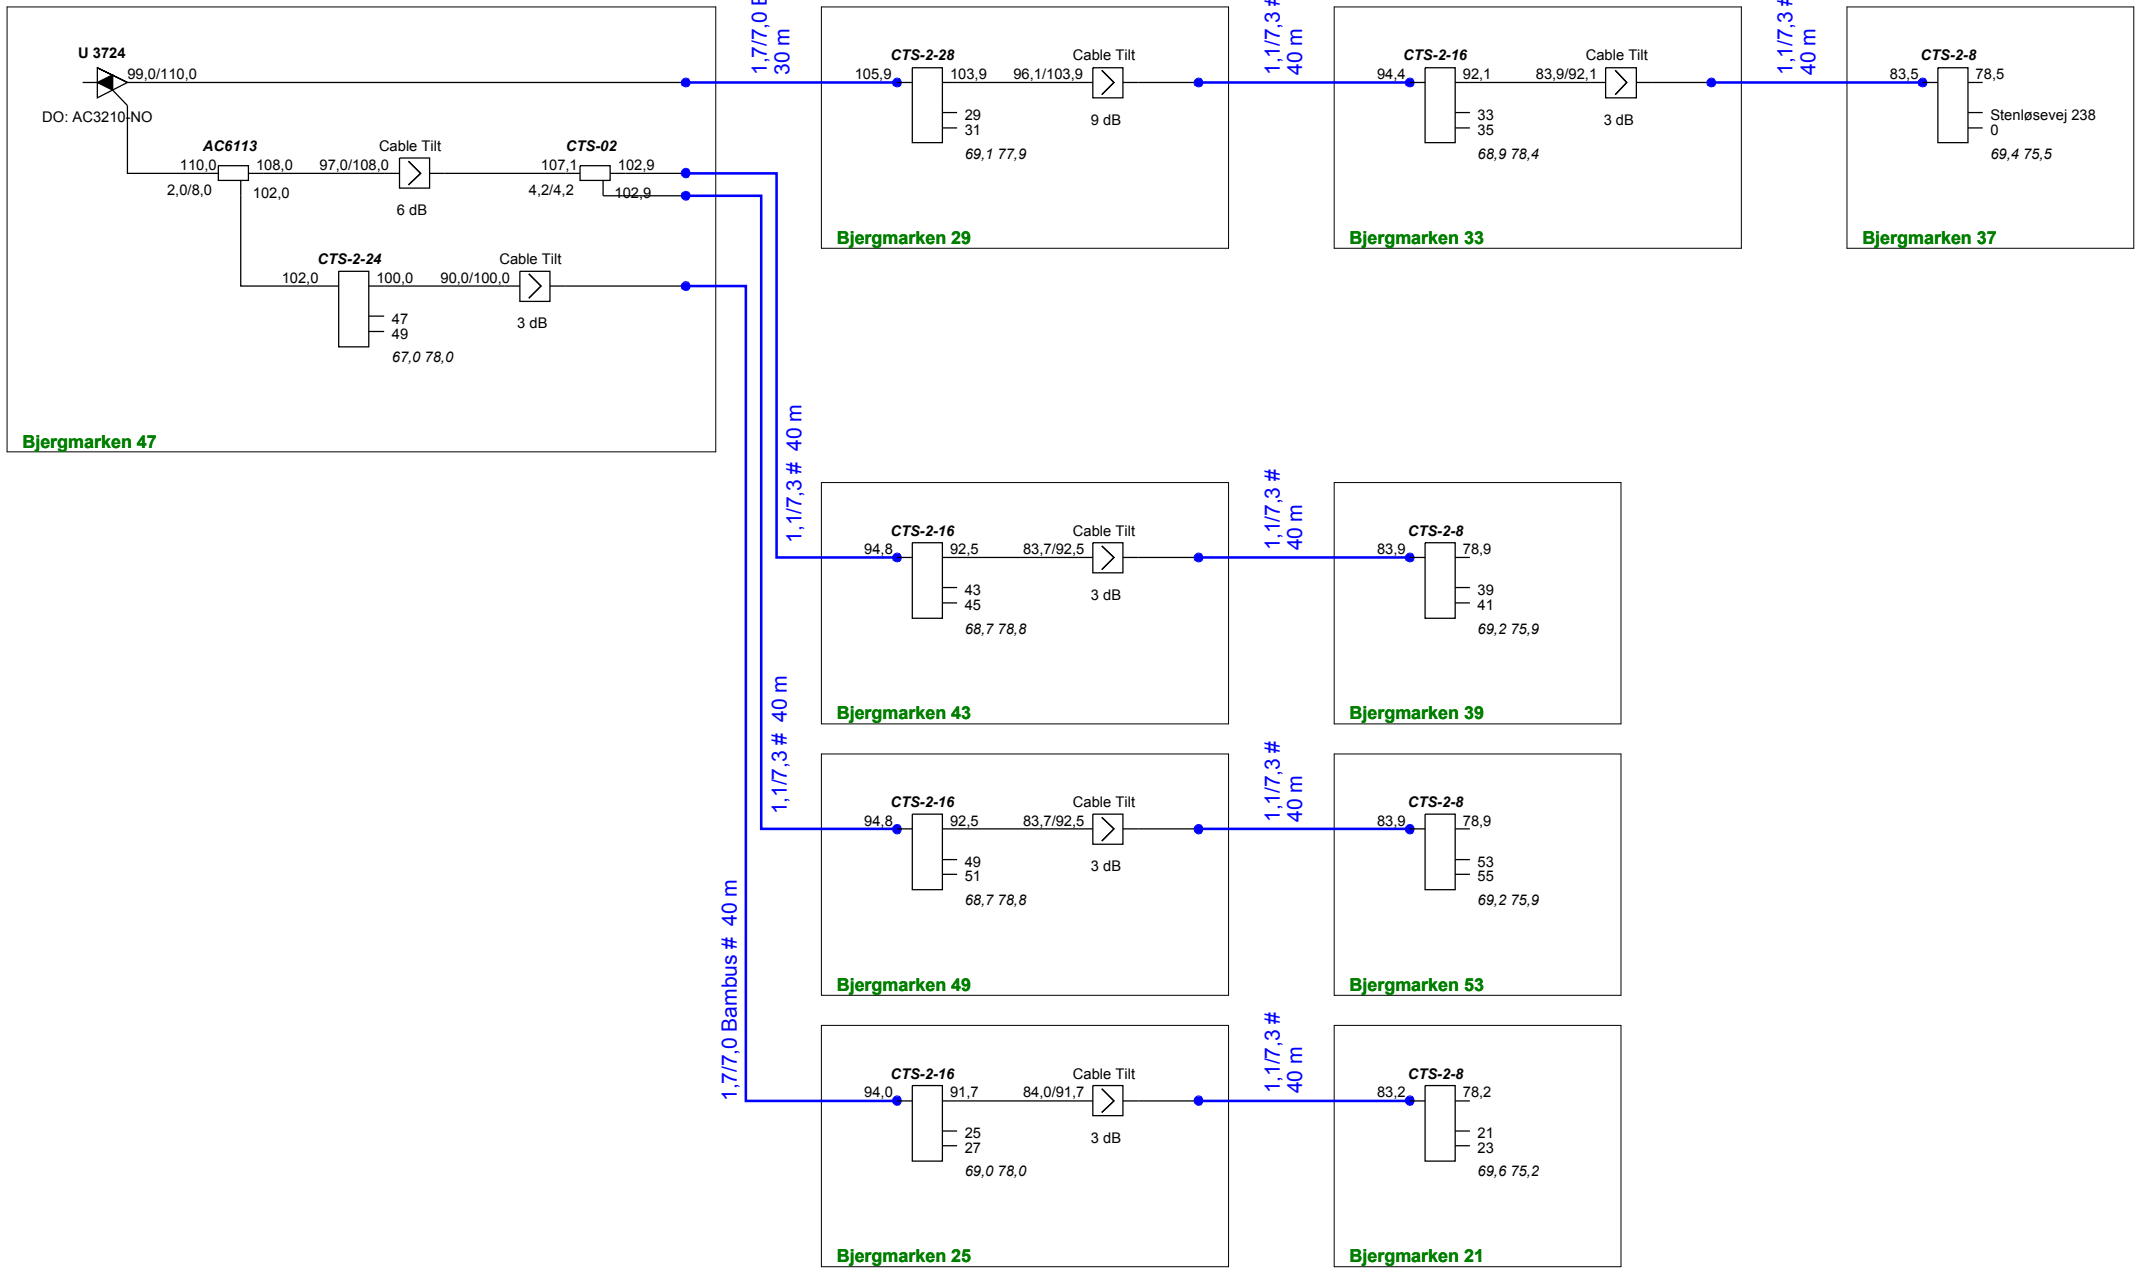 U 3724
99,0/110,0
DO: AC3210-NO
AC6113
110,0
108,0
2,0/8,0
102,0
97,0/108,0
Cable Tilt
6 dB
CTS-02
107,1
102,9
4,2/4,2
102,9
CTS-2-24
102,0
100,0
90,0/100,0
Cable Tilt
3 dB
47
49
67,0 78,0
Bjergmarken 47
1,7/7,0
30 m
CTS-2-28
105,9
103,9
96,1/103,9
Cable Tilt
9 dB
29
31
69,1 77,9
Bjergmarken 29
1,1/7,3 #
40 m
CTS-2-16
94,4
92,1
83,9/92,1
Cable Tilt
3 dB
33
35
68,9 78,4
Bjergmarken 33
1,1/7,3 #
40 m
CTS-2-8
83,5
78,5
Stenløsevej 238
0
69,4 75,5
Bjergmarken 37
1,1/7,3 # 40 m
CTS-2-16
94,8
92,5
83,7/92,5
Cable Tilt
3 dB
43
45
68,7 78,8
Bjergmarken 43
1,1/7,3 #
40 m
CTS-2-8
83,9
78,9
39
41
69,2 75,9
Bjergmarken 39
1,1/7,3 # 40 m
CTS-2-16
94,8
92,5
83,7/92,5
Cable Tilt
3 dB
49
51
68,7 78,8
Bjergmarken 49
1,1/7,3 #
40 m
CTS-2-8
83,9
78,9
53
55
69,2 75,9
Bjergmarken 53
1,7/7,0 Bambus # 40 m
CTS-2-16
94,0
91,7
84,0/91,7
Cable Tilt
3 dB
25
27
69,0 78,0
Bjergmarken 25
1,1/7,3 #
40 m
CTS-2-8
83,2
78,2
21
23
69,6 75,2
Bjergmarken 21